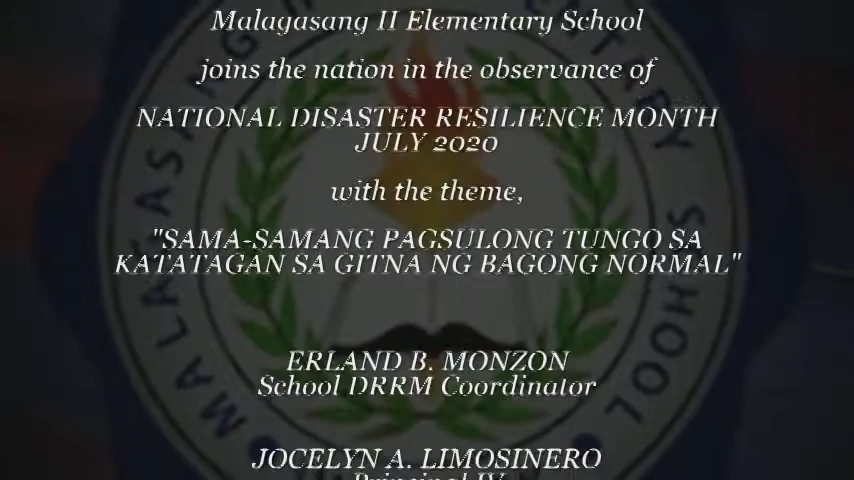 Malagasang II Elementary School
joins the nation in the observance of
NATIONAL DISASTER RESILIENCE MONTH
JULY 2020
with the theme,
"SAMA-SAMANG PAGSULONG TUNGO SA
KATATAGAN SA GITNA NG BAGONG NORMAL"
ERLAND B. MONZON
School DRRM Coordinator
JOCELYN A. LIMOSINERO
Principal IV